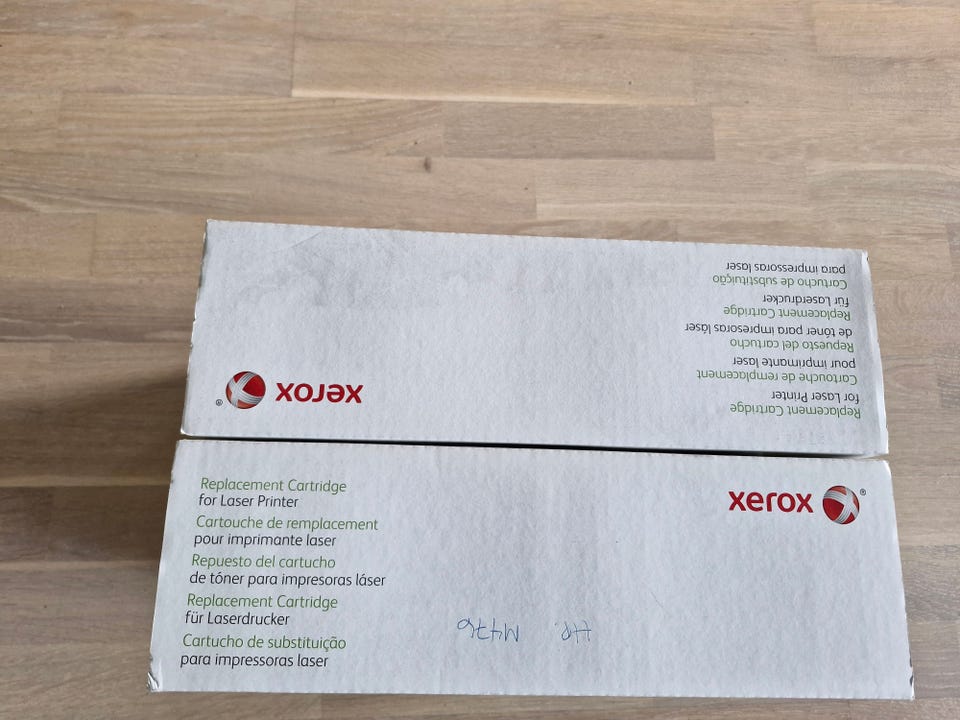 Replacement Cartridge
for Laser Printer
Cartouche de remplacement
pour imprimante laser
Repuesto del cartucho
de tóner para impresoras láser
Replacement Cartridge
für Laserdrucker
Cartucho de substituição
para impressoras laser
xerox ®
Replacement Cartridge
for Laser Printer
Cartouche de remplacement
pour imprimante laser
Repuesto del cartucho
de tóner para impresoras láser
Replacement Cartridge
für Laserdrucker
Cartucho de substituição
para impressoras laser
xerox ®
HP. M476